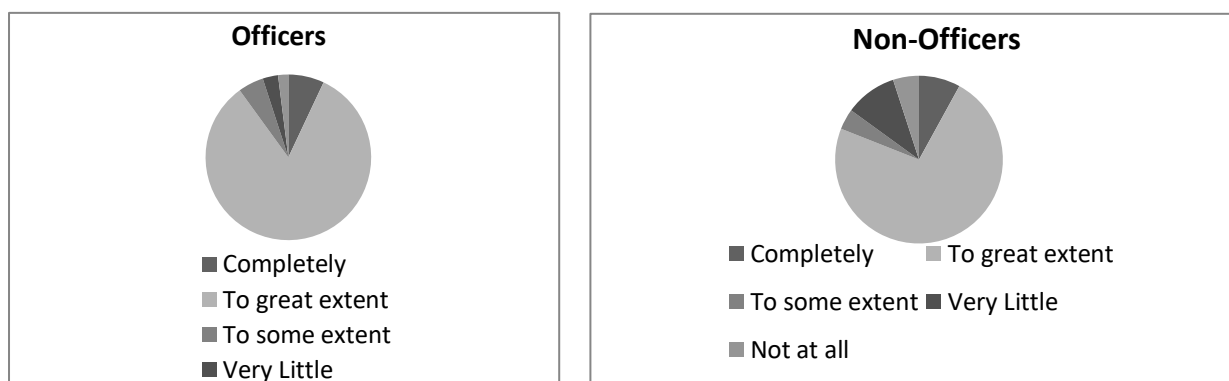 Officers
Completely
To great extent
To some extent
Very Little
Non-Officers
Completely To great extent
To some extent Very Little
Not at all